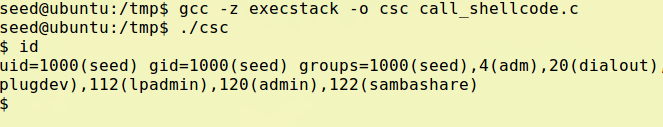 seed@ubuntu:/tmp$ gcc -z execstack -o csc call_shellcode.c
seed@ubuntu:/tmp$ ./csc
$ id
uid=1000(seed) gid=1000(seed) groups=1000(seed),4(adm),20(dialout),
plugdev),112(lpadmin),120(admin),122(sambashare)
$